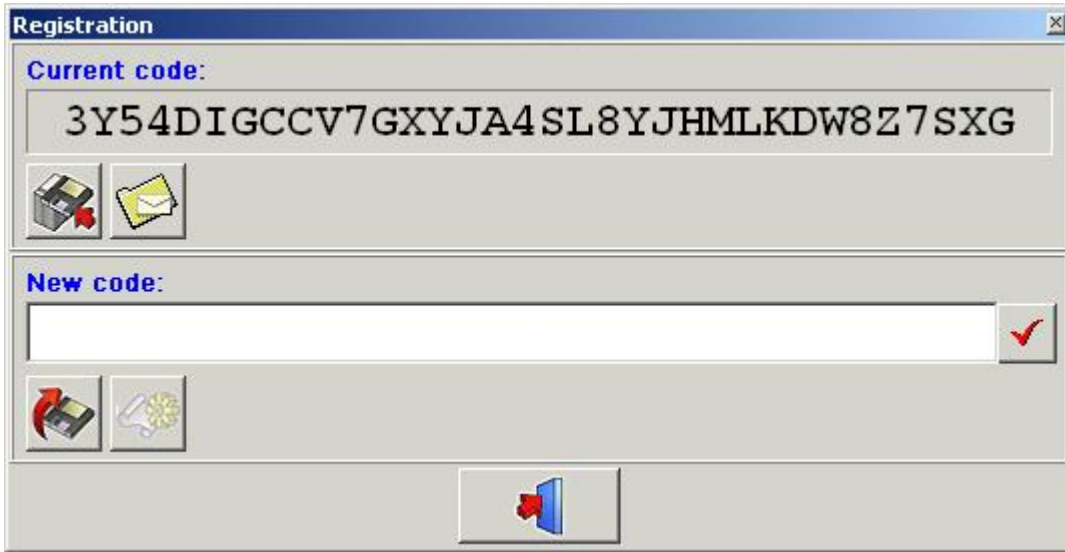 Registration
Current code:
3Y54DIGCCV7GXYJA4SL8YJHMLKDW8Z7SXG
New code: